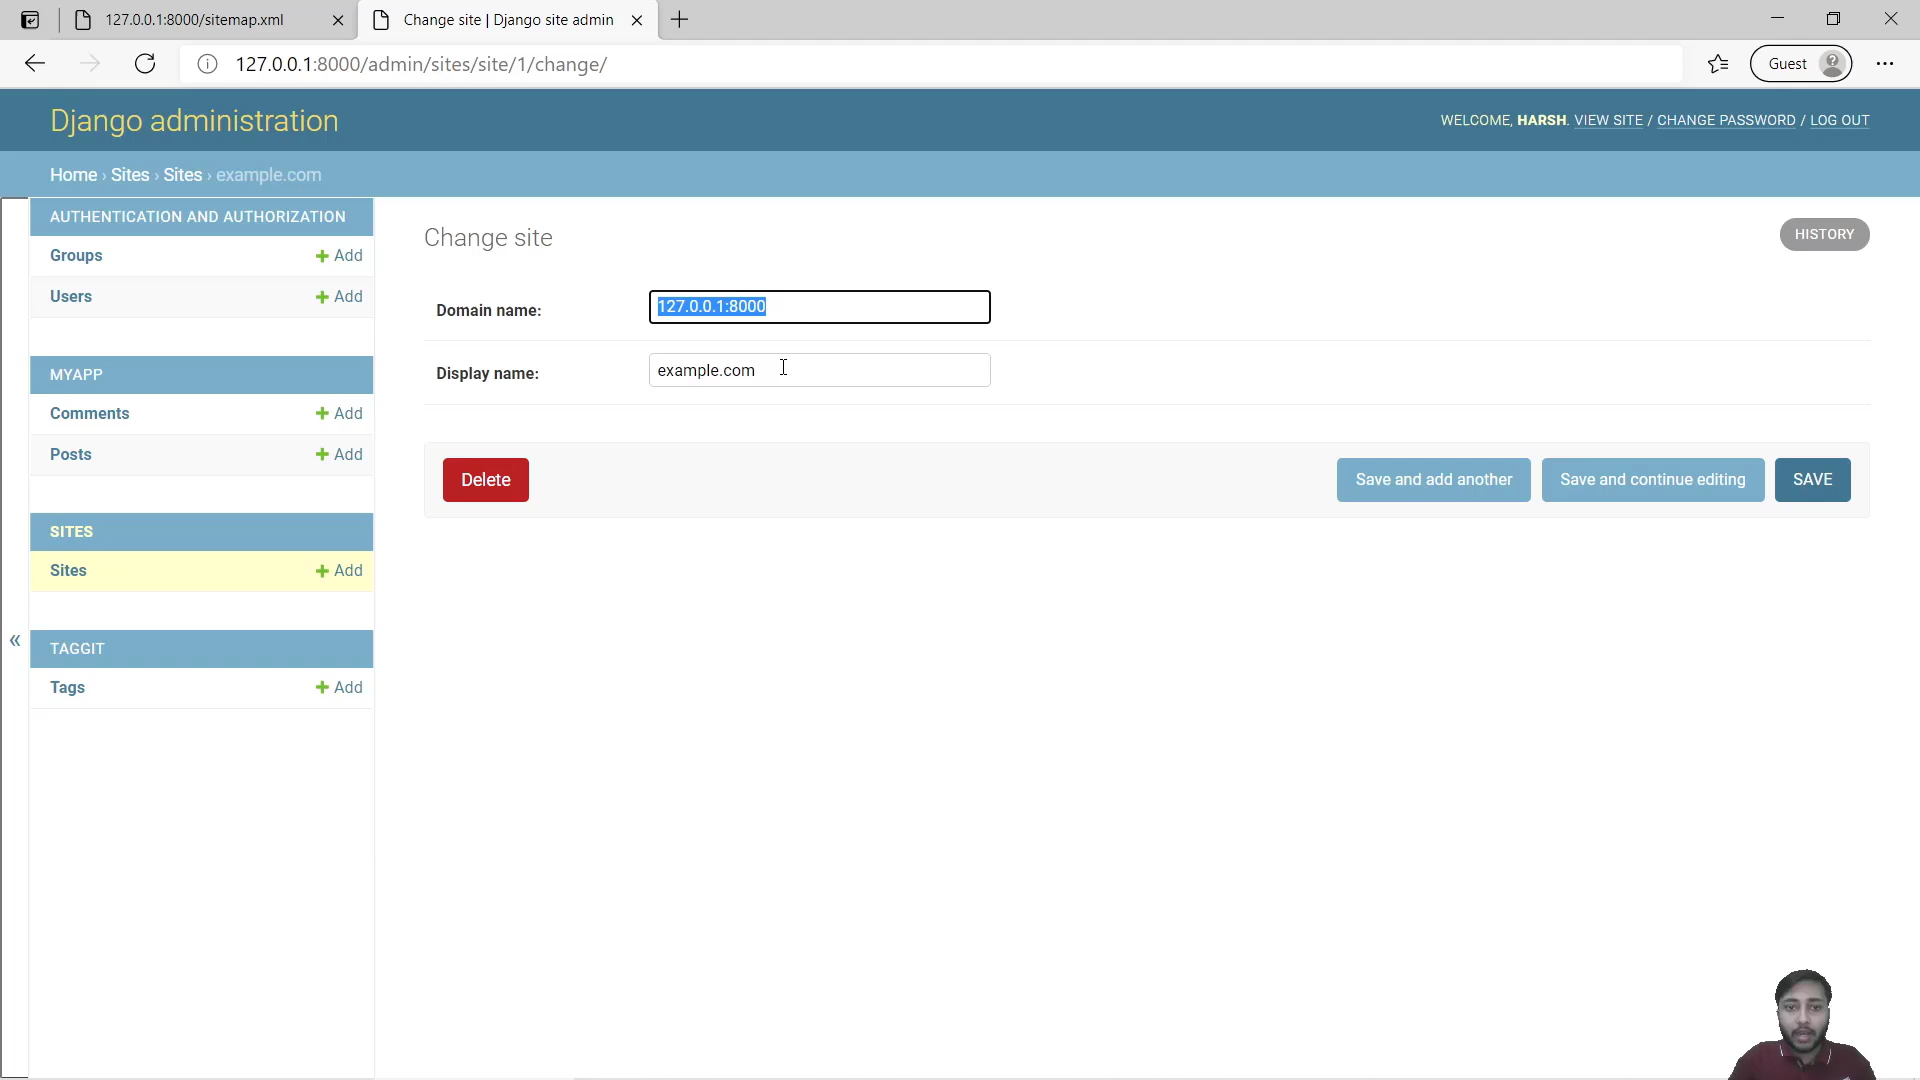 127.0.0.1:8000/sitemap.xml
Change site | Django site admin
127.0.0.1:8000/admin/sites/site/1/change/
Guest
Django administration
WELCOME, HARSH. VIEW SITE / CHANGE PASSWORD / LOG OUT
Home › Sites › Sites › example.com
AUTHENTICATION AND AUTHORIZATION
Groups + Add
Users + Add
MYAPP
Comments + Add
Posts + Add
SITES
Sites + Add
TAGGIT
Tags + Add
«
Change site
HISTORY
Domain name: 127.0.0.1:8000
Display name: example.com
Delete
Save and add another
Save and continue editing
SAVE